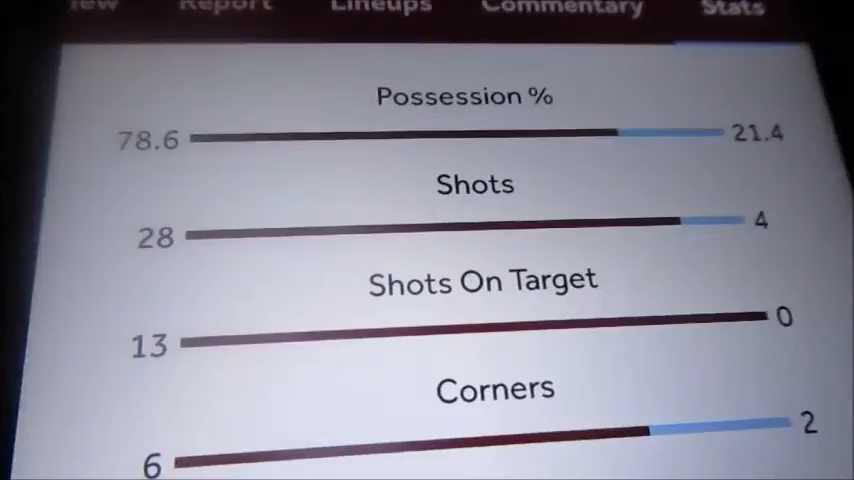 Report Lineups Commentary Stats
Possession %
78.6 21.4
Shots
28 4
Shots On Target
13 0
Corners
6 2